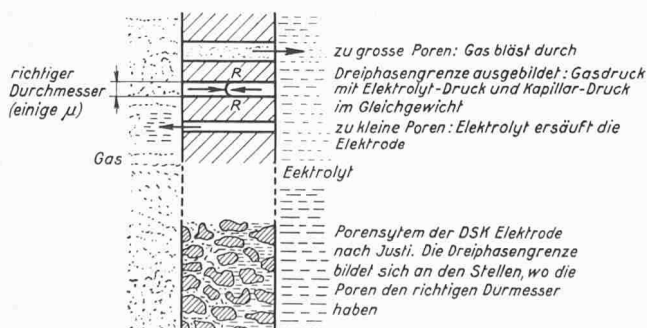 zu grosse Poren: Gas bläst durch
richtiger
Durchmesser
(einige μ)
R
R
Dreiphasengrenze ausgebildet: Gasdruck
mit Elektrolyt-Druck und Kapillar-Druck
im Gleichgewicht
zu kleine Poren: Elektrolyt ersäuft die
Elektrode
Gas
Eektrolyt
Porensytem der DSK Elektrode
nach Justi. Die Dreiphasengrenze
bildet sich an den Stellen, wo die
Poren den richtigen Durmesser
haben